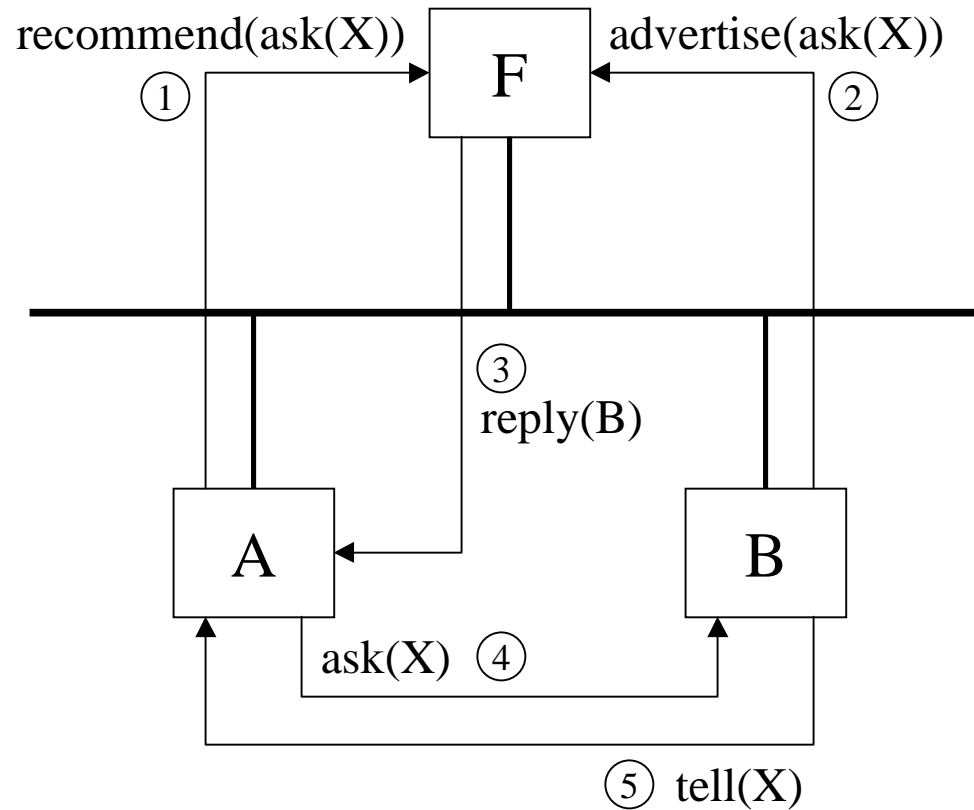 recommend(ask(X))
F
advertise(ask(X))
1
2
3
reply(B)
A
B
ask(X) 4
5 tell(X)